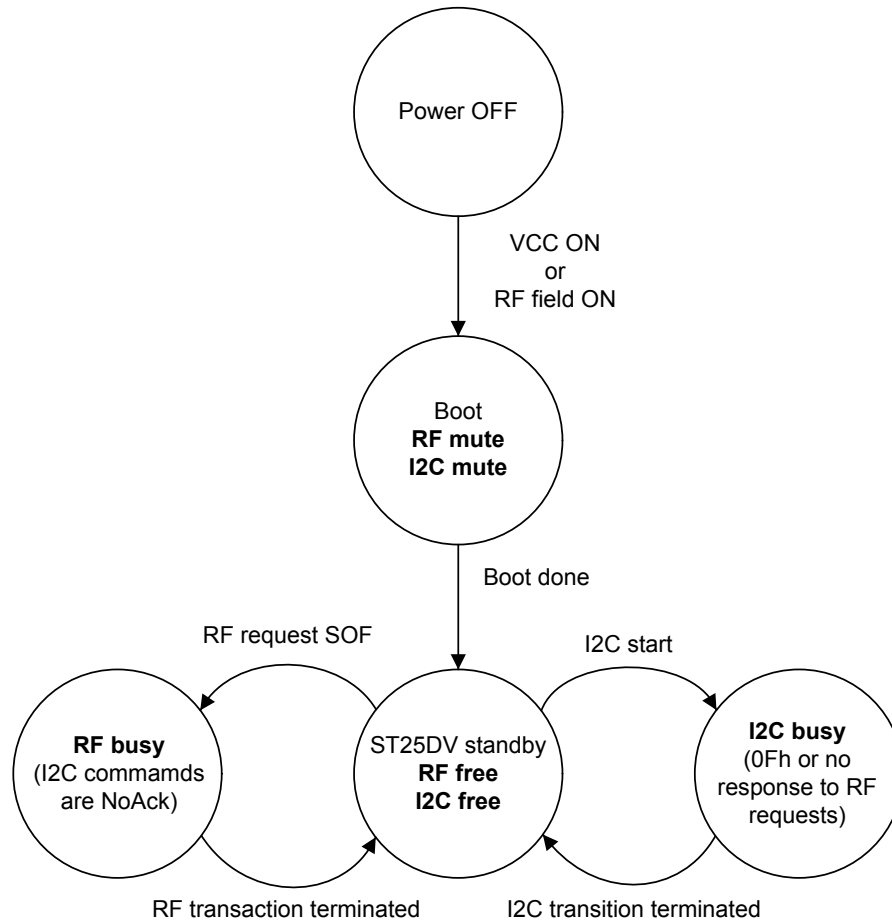 Power OFF
VCC ON
or
RF field ON
Boot
RF mute
I2C mute
Boot done
RF request SOF
I2C start
RF busy
(I2C commamds
are NoAck)
ST25DV standby
RF free
I2C free
I2C busy
(0Fh or no
response to RF
requests)
RF transaction terminated
I2C transition terminated